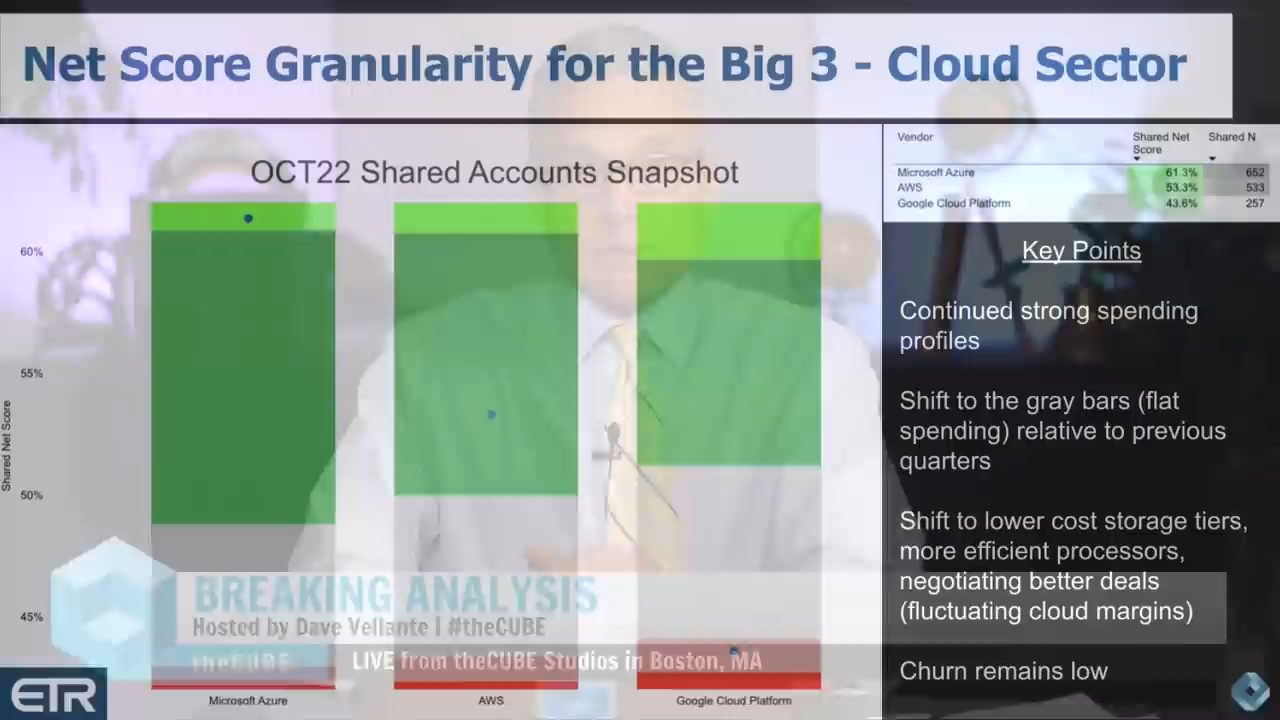 Net Score Granularity for the Big 3 - Cloud Sector
OCT22 Shared Accounts Snapshot
Shared Net Score
60%
55%
50%
45%
Microsoft Azure
AWS
Google Cloud Platform
Vendor Shared Net Score Shared N
Microsoft Azure 61.3% 652
AWS 53.3% 533
Google Cloud Platform 43.6% 257
Key Points
Continued strong spending
profiles
Shift to the gray bars (flat
spending) relative to previous
quarters
Shift to lower cost storage tiers,
more efficient processors,
negotiating better deals
(fluctuating cloud margins)
Churn remains low
BREAKING ANALYSIS
Hosted by Dave Vellante | #theCUBE
theCUBE
LIVE from theCUBE Studios in Boston, MA
ETR